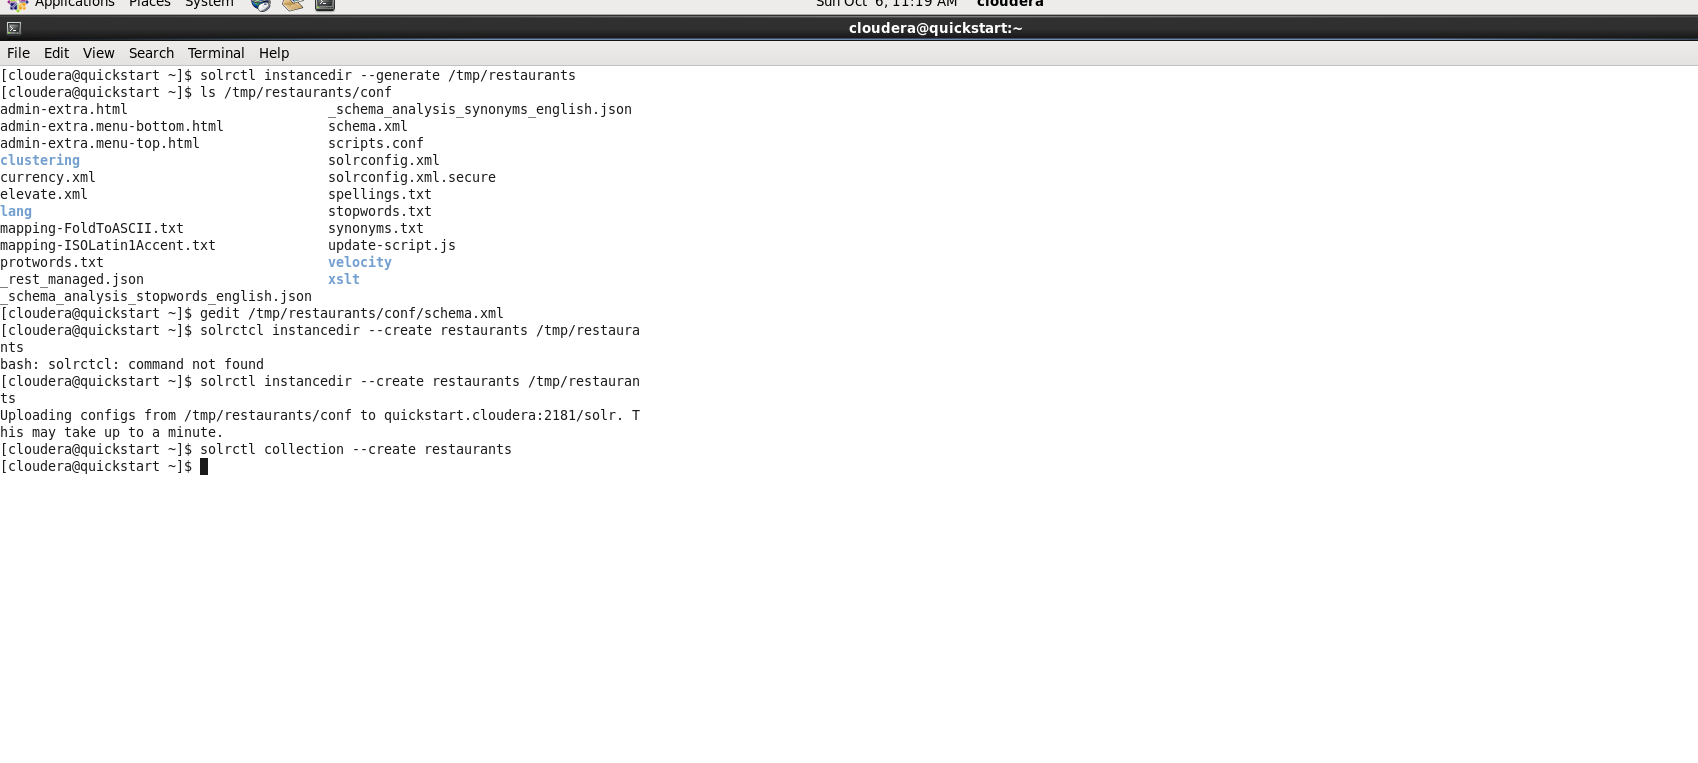 Applications Places System Sun Oct 6, 11:19 AM cloudera
cloudera@quickstart:~
File Edit View Search Terminal Help
[cloudera@quickstart ~]$ solrctl instancedir --generate /tmp/restaurants
[cloudera@quickstart ~]$ ls /tmp/restaurants/conf
admin-extra.html _schema_analysis_synonyms_english.json
admin-extra.menu-bottom.html schema.xml
admin-extra.menu-top.html scripts.conf
clustering solrconfig.xml
currency.xml solrconfig.xml.secure
elevate.xml spellings.txt
lang stopwords.txt
mapping-FoldToASCII.txt synonyms.txt
mapping-ISOLatin1Accent.txt update-script.js
protwords.txt velocity
_rest_managed.json xslt
_schema_analysis_stopwords_english.json
[cloudera@quickstart ~]$ gedit /tmp/restaurants/conf/schema.xml
[cloudera@quickstart ~]$ solrctcl instancedir --create restaurants /tmp/restaura
nts
bash: solrctcl: command not found
[cloudera@quickstart ~]$ solrctl instancedir --create restaurants /tmp/restauran
ts
Uploading configs from /tmp/restaurants/conf to quickstart.cloudera:2181/solr. T
his may take up to a minute.
[cloudera@quickstart ~]$ solrctl collection --create restaurants
[cloudera@quickstart ~]$